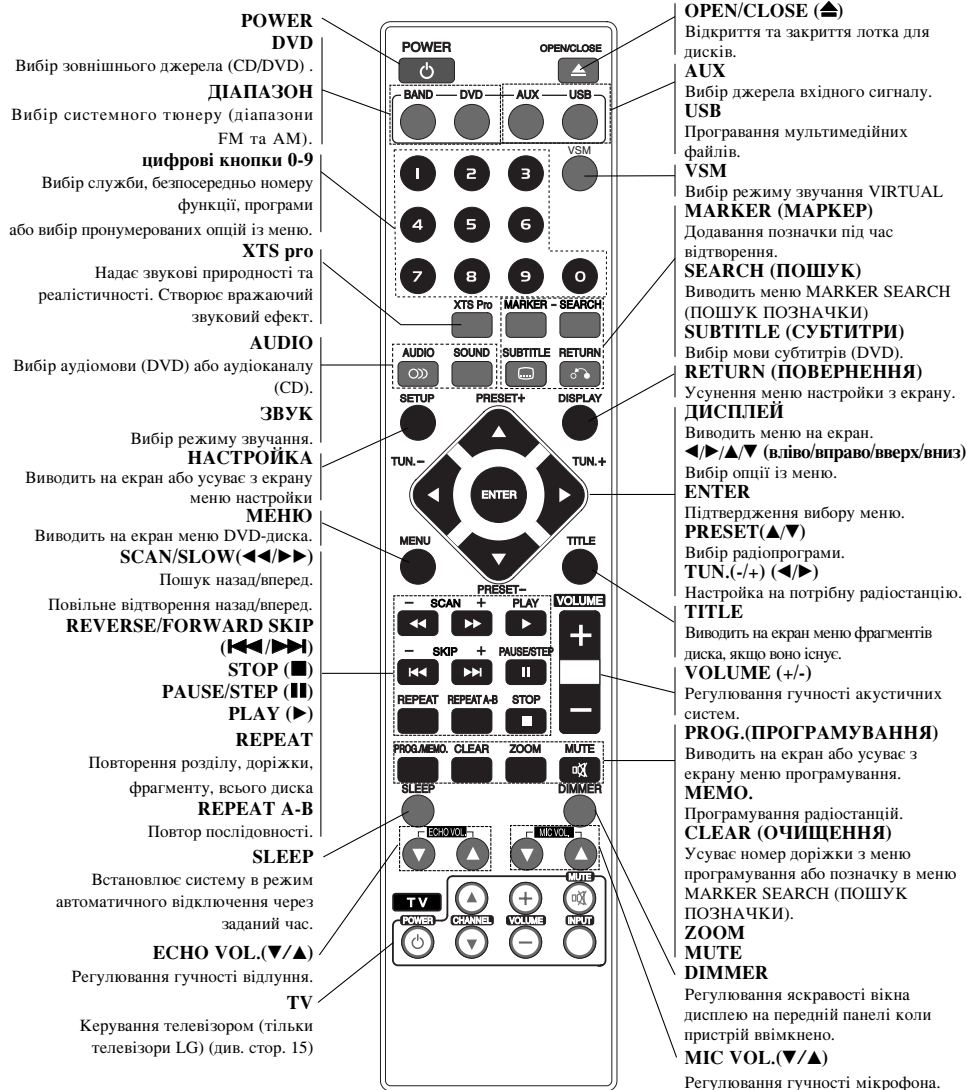 POWER
DVD
Вибір зовнішнього джерела (CD/DVD) .
ДІАПАЗОН
Вибір системного тюнеру (діапазони
FM та AM).
цифрові кнопки 0-9
Вибір служби, безпосередньо номеру
функції, програми
або вибір пронумерованих опцій із меню.
XTS pro
Надає звукові природності та
реалістичності. Створює вражаючий
звуковий ефект.
AUDIO
Вибір аудіомови (DVD) або аудіоканалу
(CD).
ЗВУК
Вибір режиму звучання.
НАСТРОЙКА
Виводить на екран або усуває з екрану
меню настройки
МЕНЮ
Виводить на екран меню DVD-диска.
SCAN/SLOW(◀◀/▶▶)
Пошук назад/вперед.
Повільне відтворення назад/вперед.
REVERSE/FORWARD SKIP
(I◀◀ /▶▶I)
STOP (■)
PAUSE/STEP (❚❚)
PLAY (▶)
REPEAT
Повторення розділу, доріжки,
фрагменту, всього диска
REPEAT A-B
Повтор послідовності.
SLEEP
Встановлює систему в режим
автоматичного відключення через
заданий час.
ECHO VOL.(▼/▲)
Регулювання гучності відлуння.
TV
Керування телевізором (тільки
телевізори LG) (див. стор. 15)
POWER OPEN/CLOSE
BAND DVD AUX USB
VSM
1 2 3
4 5 6
7 8 9 0
XTS Pro MARKER - SEARCH
AUDIO SOUND SUBTITLE RETURN
SETUP PRESET+ DISPLAY
TUN.− TUN.+
ENTER
MENU TITLE
PRESET−
− SCAN + PLAY VOLUME
+
− SKIP + PAUSE/STEP
−
REPEAT REPEAT A-B STOP
PROG./MEMO. CLEAR ZOOM MUTE
SLEEP DIMMER
ECHO VOL. MIC VOL.
MUTE
TV
POWER CHANNEL VOLUME INPUT
OPEN/CLOSE (⏏)
Відкриття та закриття лотка для
дисків.
AUX
Вибір джерела вхідного сигналу.
USB
Програвання мультимедійних
файлів.
VSM
Вибір режиму звучання VIRTUAL
MARKER (МАРКЕР)
Додавання позначки під час
відтворення.
SEARCH (ПОШУК)
Виводить меню MARKER SEARCH
(ПОШУК ПОЗНАЧКИ)
SUBTITLE (СУБТИТРИ)
Вибір мови субтитрів (DVD).
RETURN (ПОВЕРНЕННЯ)
Усунення меню настройки з екрану.
ДИСПЛЕЙ
Виводить меню на екран.
◀/▶/▲/▼ (вліво/вправо/вверх/вниз)
Вибір опції із меню.
ENTER
Підтвердження вибору меню.
PRESET(▲/▼)
Вибір радіопрограми.
TUN.(-/+) (◀/▶)
Настройка на потрібну радіостанцію.
TITLE
Виводить на екран меню фрагментів
диска, якщо воно існує.
VOLUME (+/-)
Регулювання гучності акустичних
систем.
PROG.(ПРОГРАМУВАННЯ)
Виводить на екран або усуває з
екрану меню програмування.
MEMO.
Програмування радіостанцій.
CLEAR (ОЧИЩЕННЯ)
Усуває номер доріжки з меню
програмування або позначку в меню
MARKER SEARCH (ПОШУК
ПОЗНАЧКИ).
ZOOM
MUTE
DIMMER
Регулювання яскравості вікна
дисплею на передній панелі коли
пристрій ввімкнено.
MIC VOL.(▼/▲)
Регулювання гучності мікрофона.